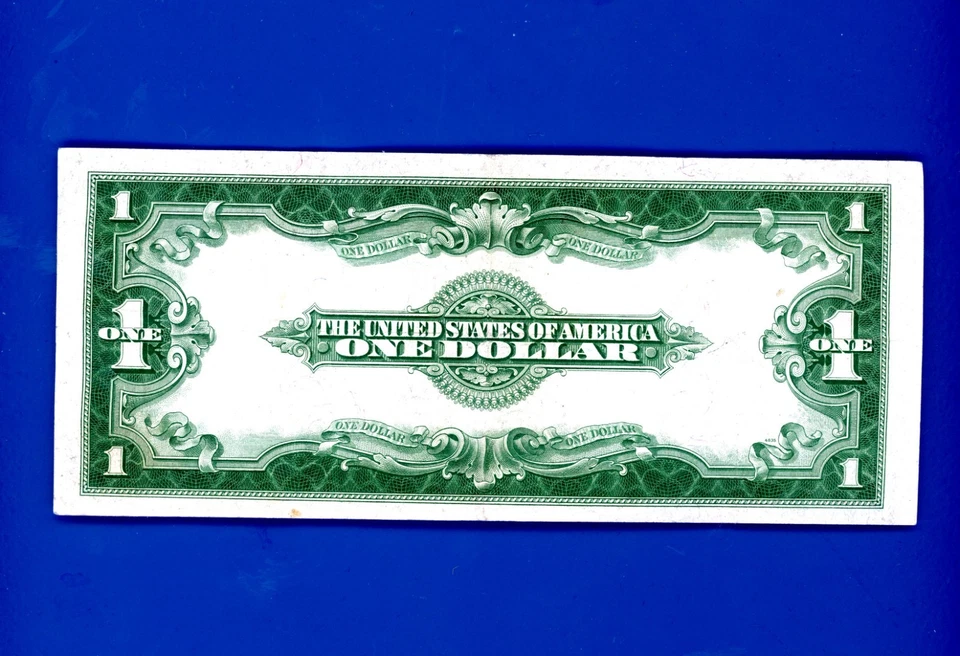 1 1
ONE DOLLAR ONE DOLLAR
THE UNITED STATES OF AMERICA
1 ONE 1 ONE
ONE DOLLAR
ONE DOLLAR ONE DOLLAR
1 1